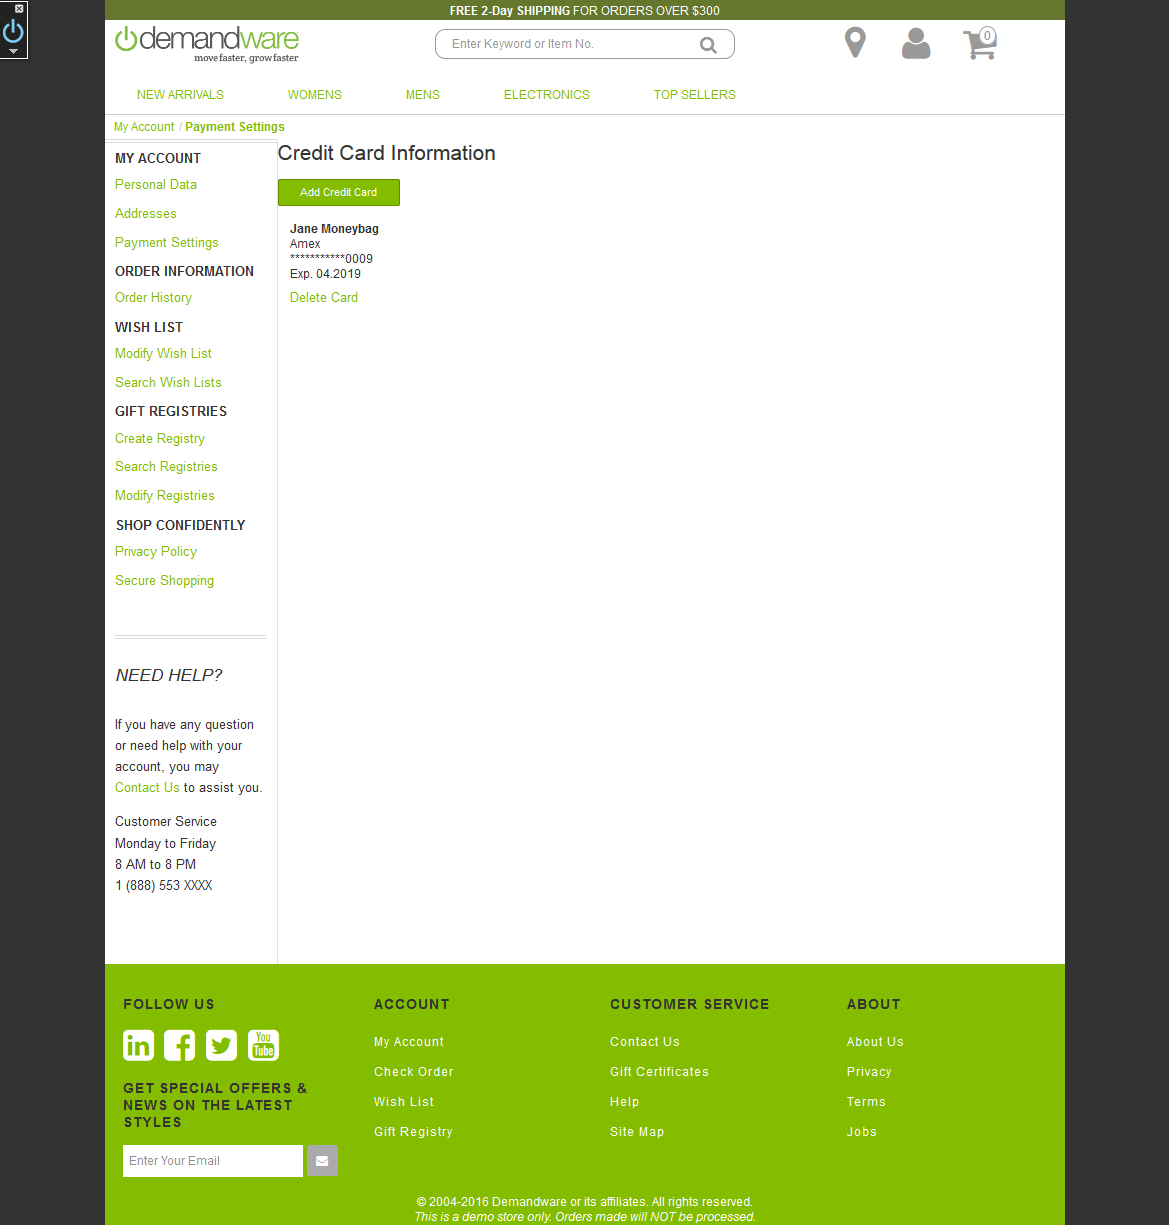 FREE 2-Day SHIPPING FOR ORDERS OVER $300
demandware
move faster, grow faster
Enter Keyword or Item No.
0
NEW ARRIVALS
WOMENS
MENS
ELECTRONICS
TOP SELLERS
My Account / Payment Settings
MY ACCOUNT
Personal Data
Addresses
Payment Settings
ORDER INFORMATION
Order History
WISH LIST
Modify Wish List
Search Wish Lists
GIFT REGISTRIES
Create Registry
Search Registries
Modify Registries
SHOP CONFIDENTLY
Privacy Policy
Secure Shopping
NEED HELP?
If you have any question
or need help with your
account, you may
Contact Us to assist you.
Customer Service
Monday to Friday
8 AM to 8 PM
1 (888) 553 XXXX
Credit Card Information
Add Credit Card
Jane Moneybag
Amex
***********0009
Exp. 04.2019
Delete Card
FOLLOW US
in
f
You
Tube
GET SPECIAL OFFERS &
NEWS ON THE LATEST
STYLES
Enter Your Email
ACCOUNT
My Account
Check Order
Wish List
Gift Registry
CUSTOMER SERVICE
Contact Us
Gift Certificates
Help
Site Map
ABOUT
About Us
Privacy
Terms
Jobs
© 2004-2016 Demandware or its affiliates. All rights reserved.
This is a demo store only. Orders made will NOT be processed.